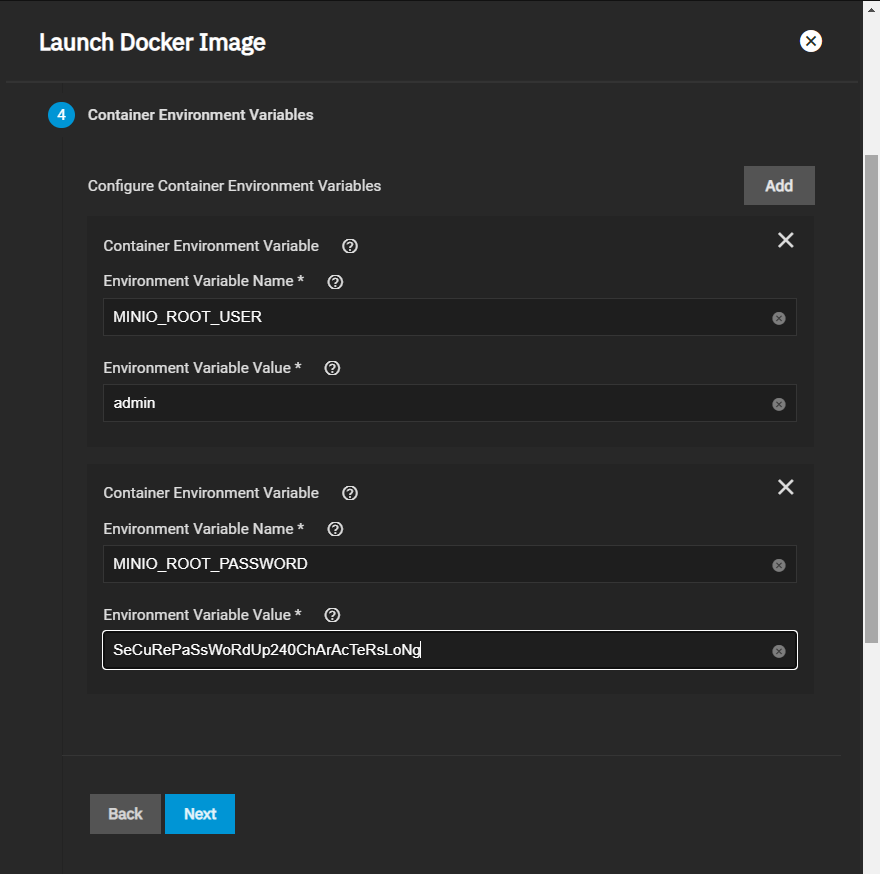 Launch Docker Image
4 Container Environment Variables
Configure Container Environment Variables Add
Container Environment Variable
Environment Variable Name *
MINIO_ROOT_USER
Environment Variable Value *
admin
Container Environment Variable
Environment Variable Name *
MINIO_ROOT_PASSWORD
Environment Variable Value *
SeCuRePaSsWoRdUp240ChArAcTeRsLoNg
Back Next